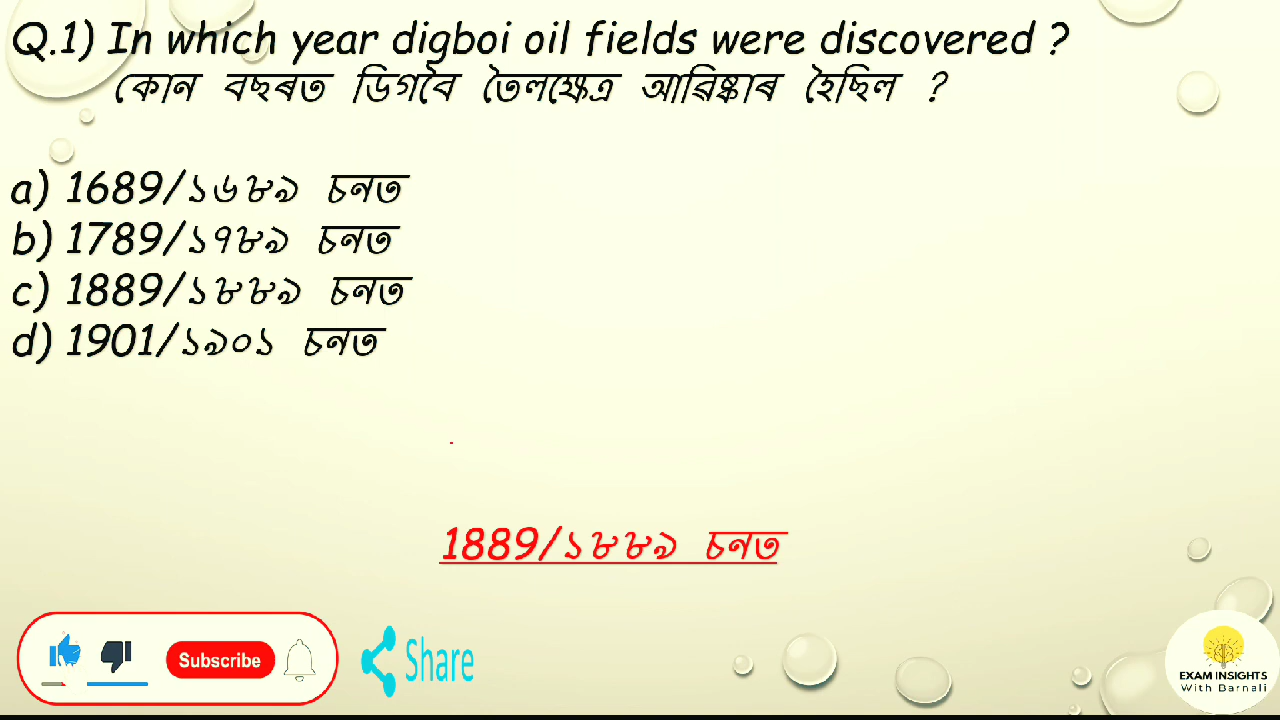 Q.1) In which year digboi oil fields were discovered ?
কোন বছৰত ডিগবৈ তৈলক্ষেত্ৰ আৱিষ্কাৰ হৈছিল ?
a) 1689/১৬৮৯ চনত
b) 1789/১৭৮৯ চনত
c) 1889/১৮৮৯ চনত
d) 1901/১৯০১ চনত
1889/১৮৮৯ চনত
Subscribe
Share
EXAM INSIGHTS
With Barnali